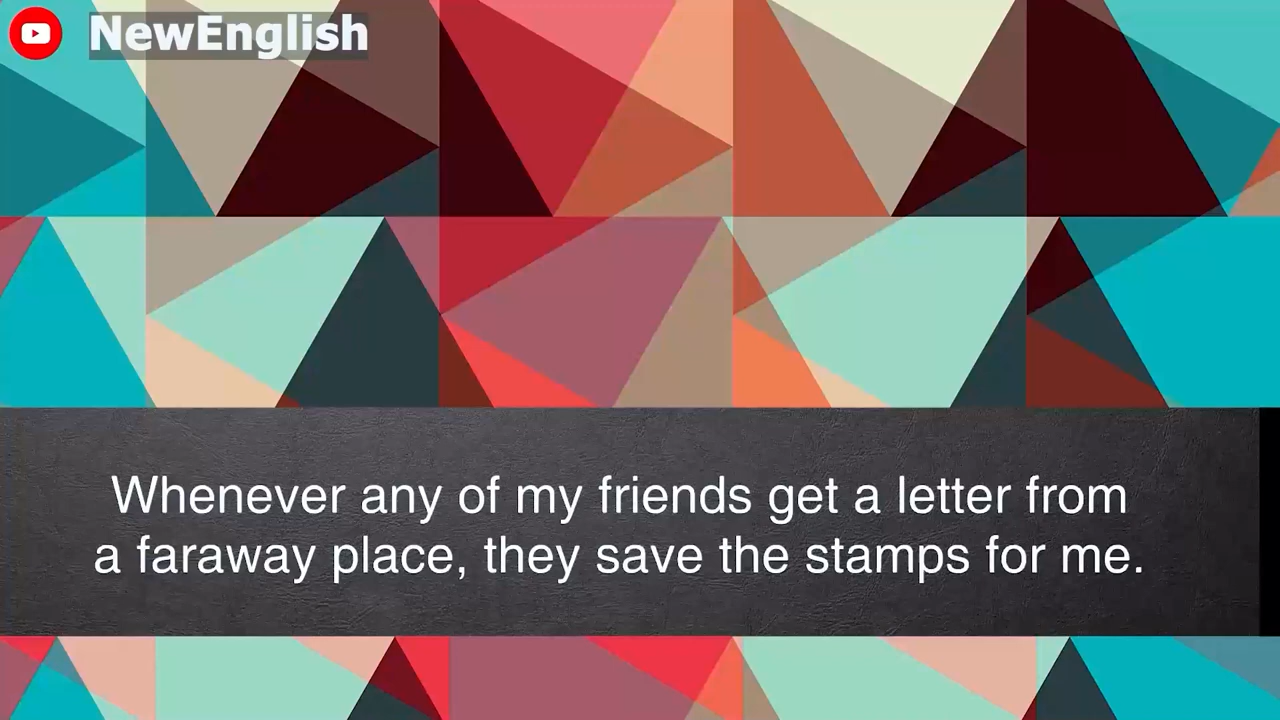 NewEnglish
Whenever any of my friends get a letter from
a faraway place, they save the stamps for me.